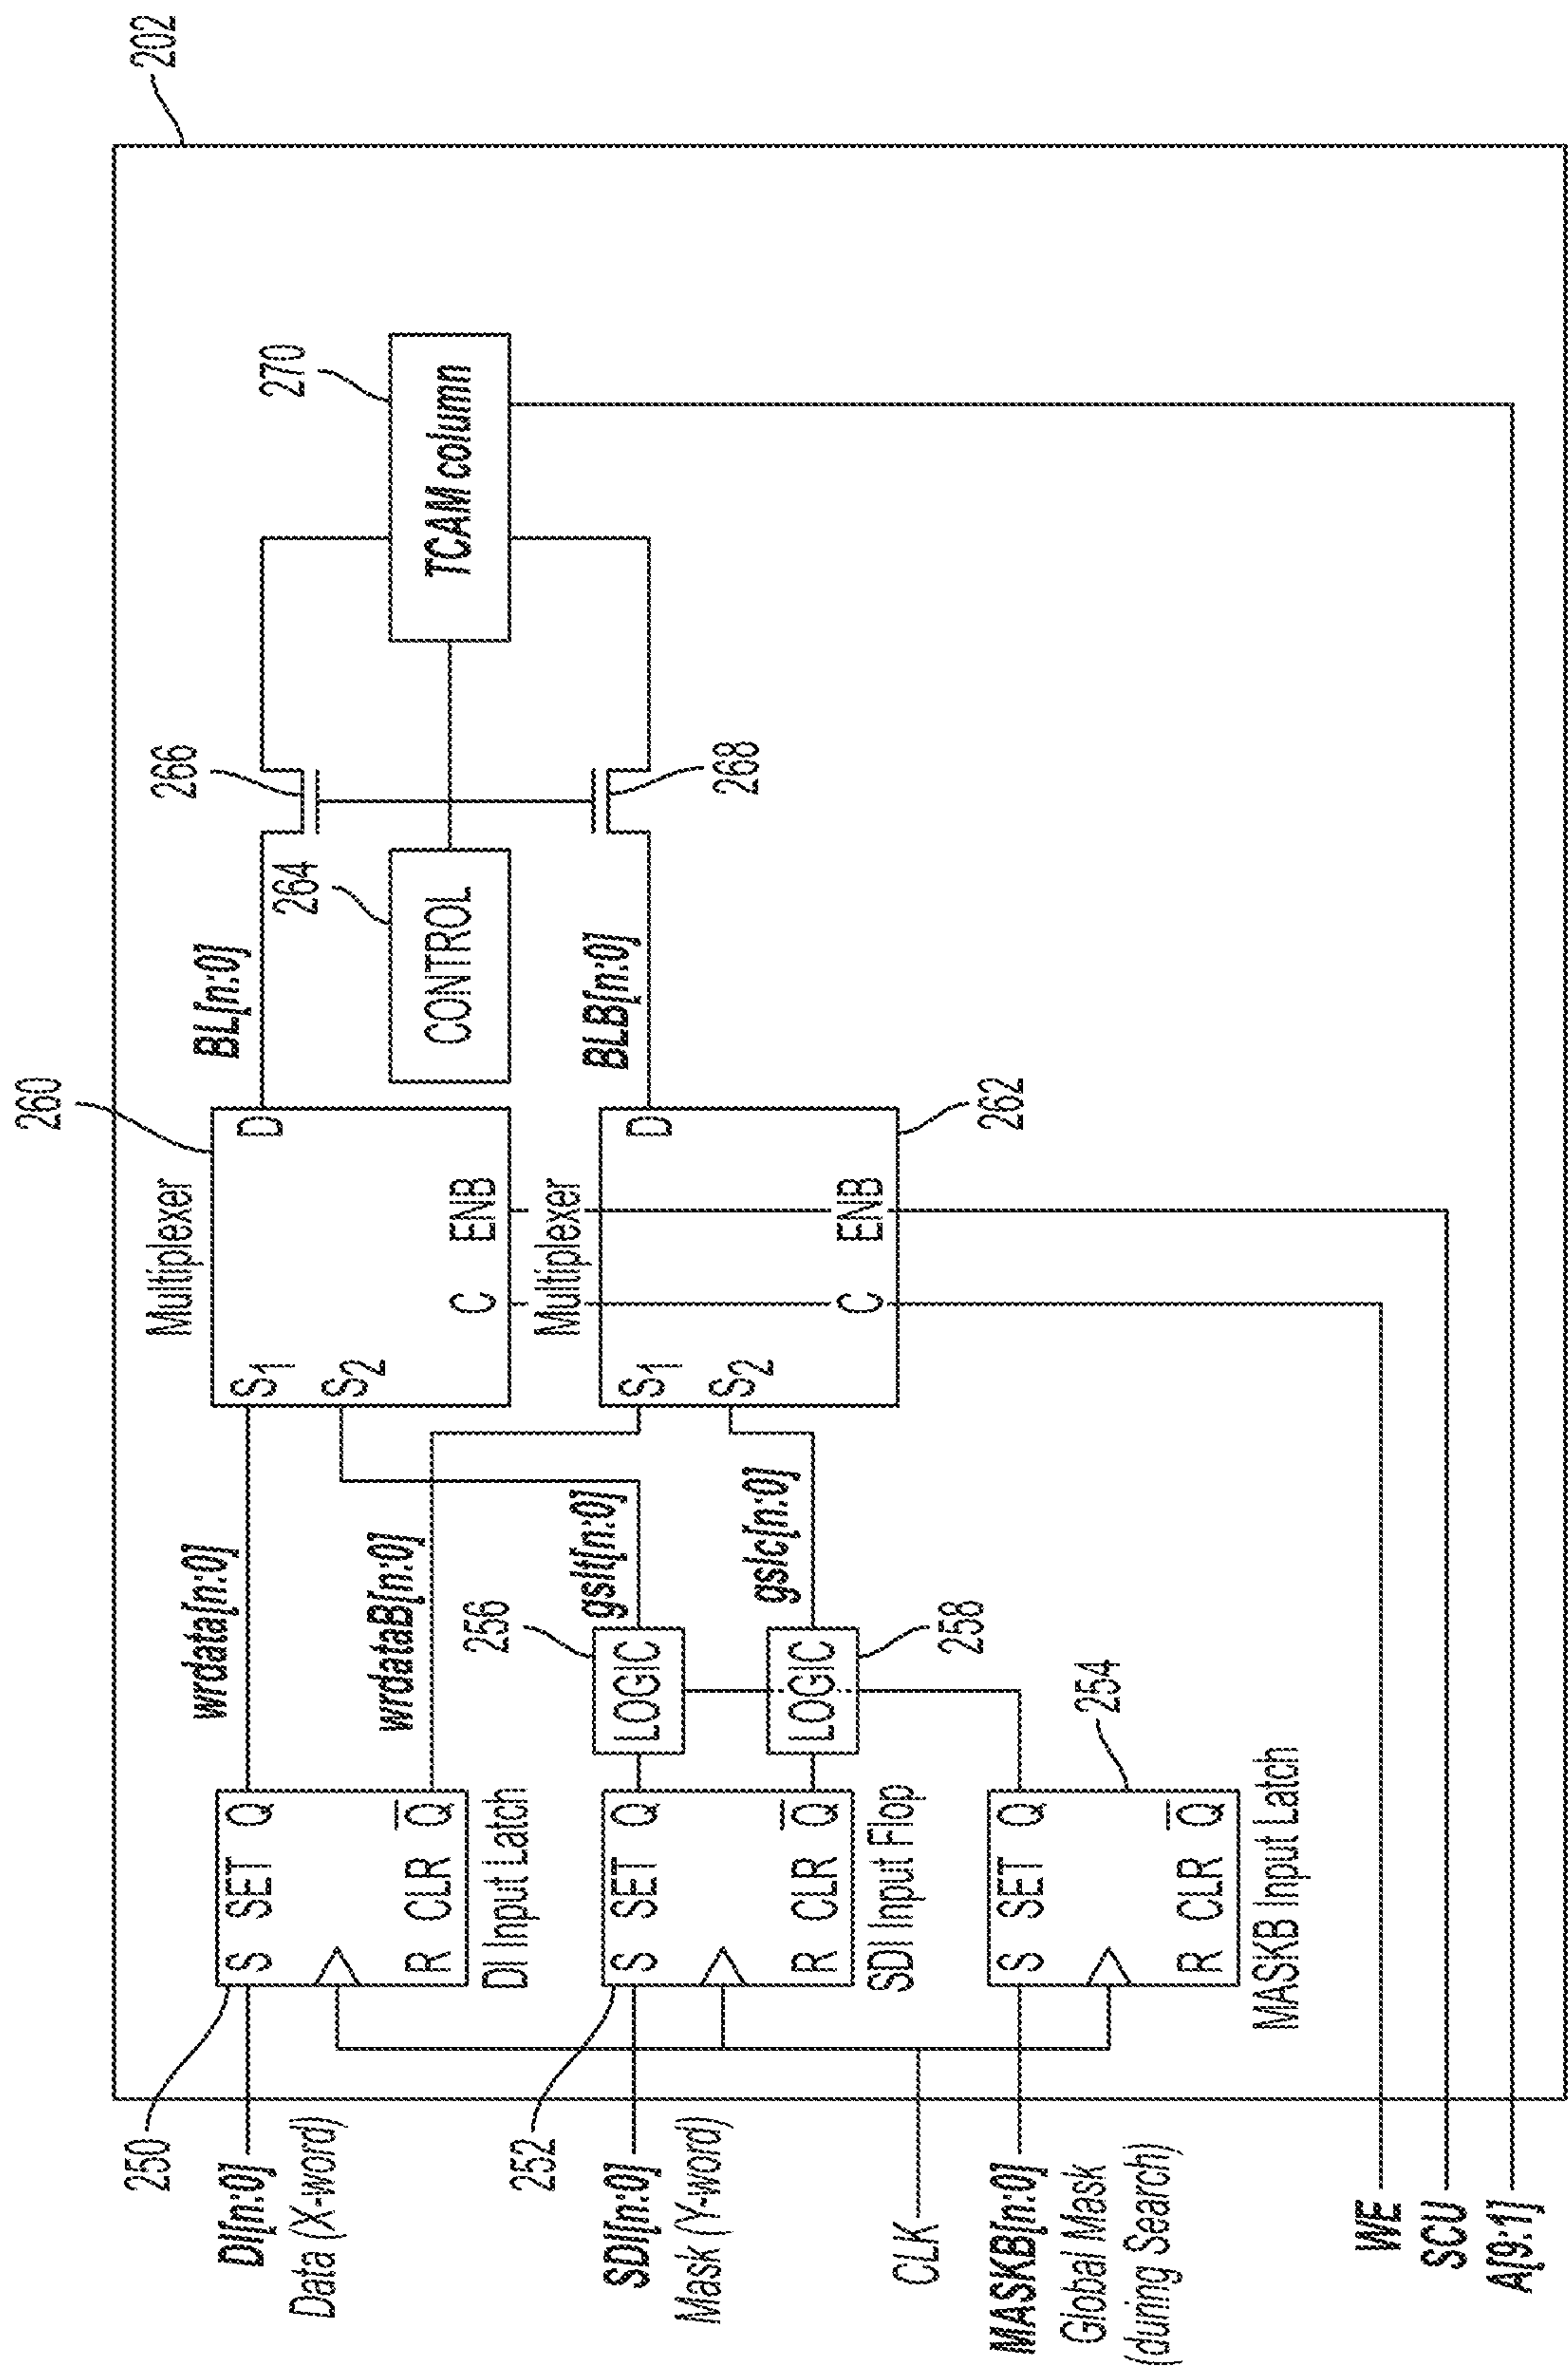 202
DI[n:0]
Data (X-word)
250
S SET Q
R CLR Q
DI Input Latch
wrdata[n:0]
wrdataB[n:0]
SDI[n:0]
Mask (Y-word)
252
S SET Q
R CLR Q
SDI Input Flop
LOGIC
256
gslt[n:0]
LOGIC
258
gslc[n:0]
CLK
MASKB[n:0]
Global Mask
(during Search)
S SET Q
R CLR Q
MASKB Input Latch
254
Multiplexer
260
S1
S2
D
C ENB
Multiplexer
262
S1
S2
D
C ENB
BL[n:0]
BLB[n:0]
264
CONTROL
266
268
270
TCAM column
WE
SCU
A[9:1]